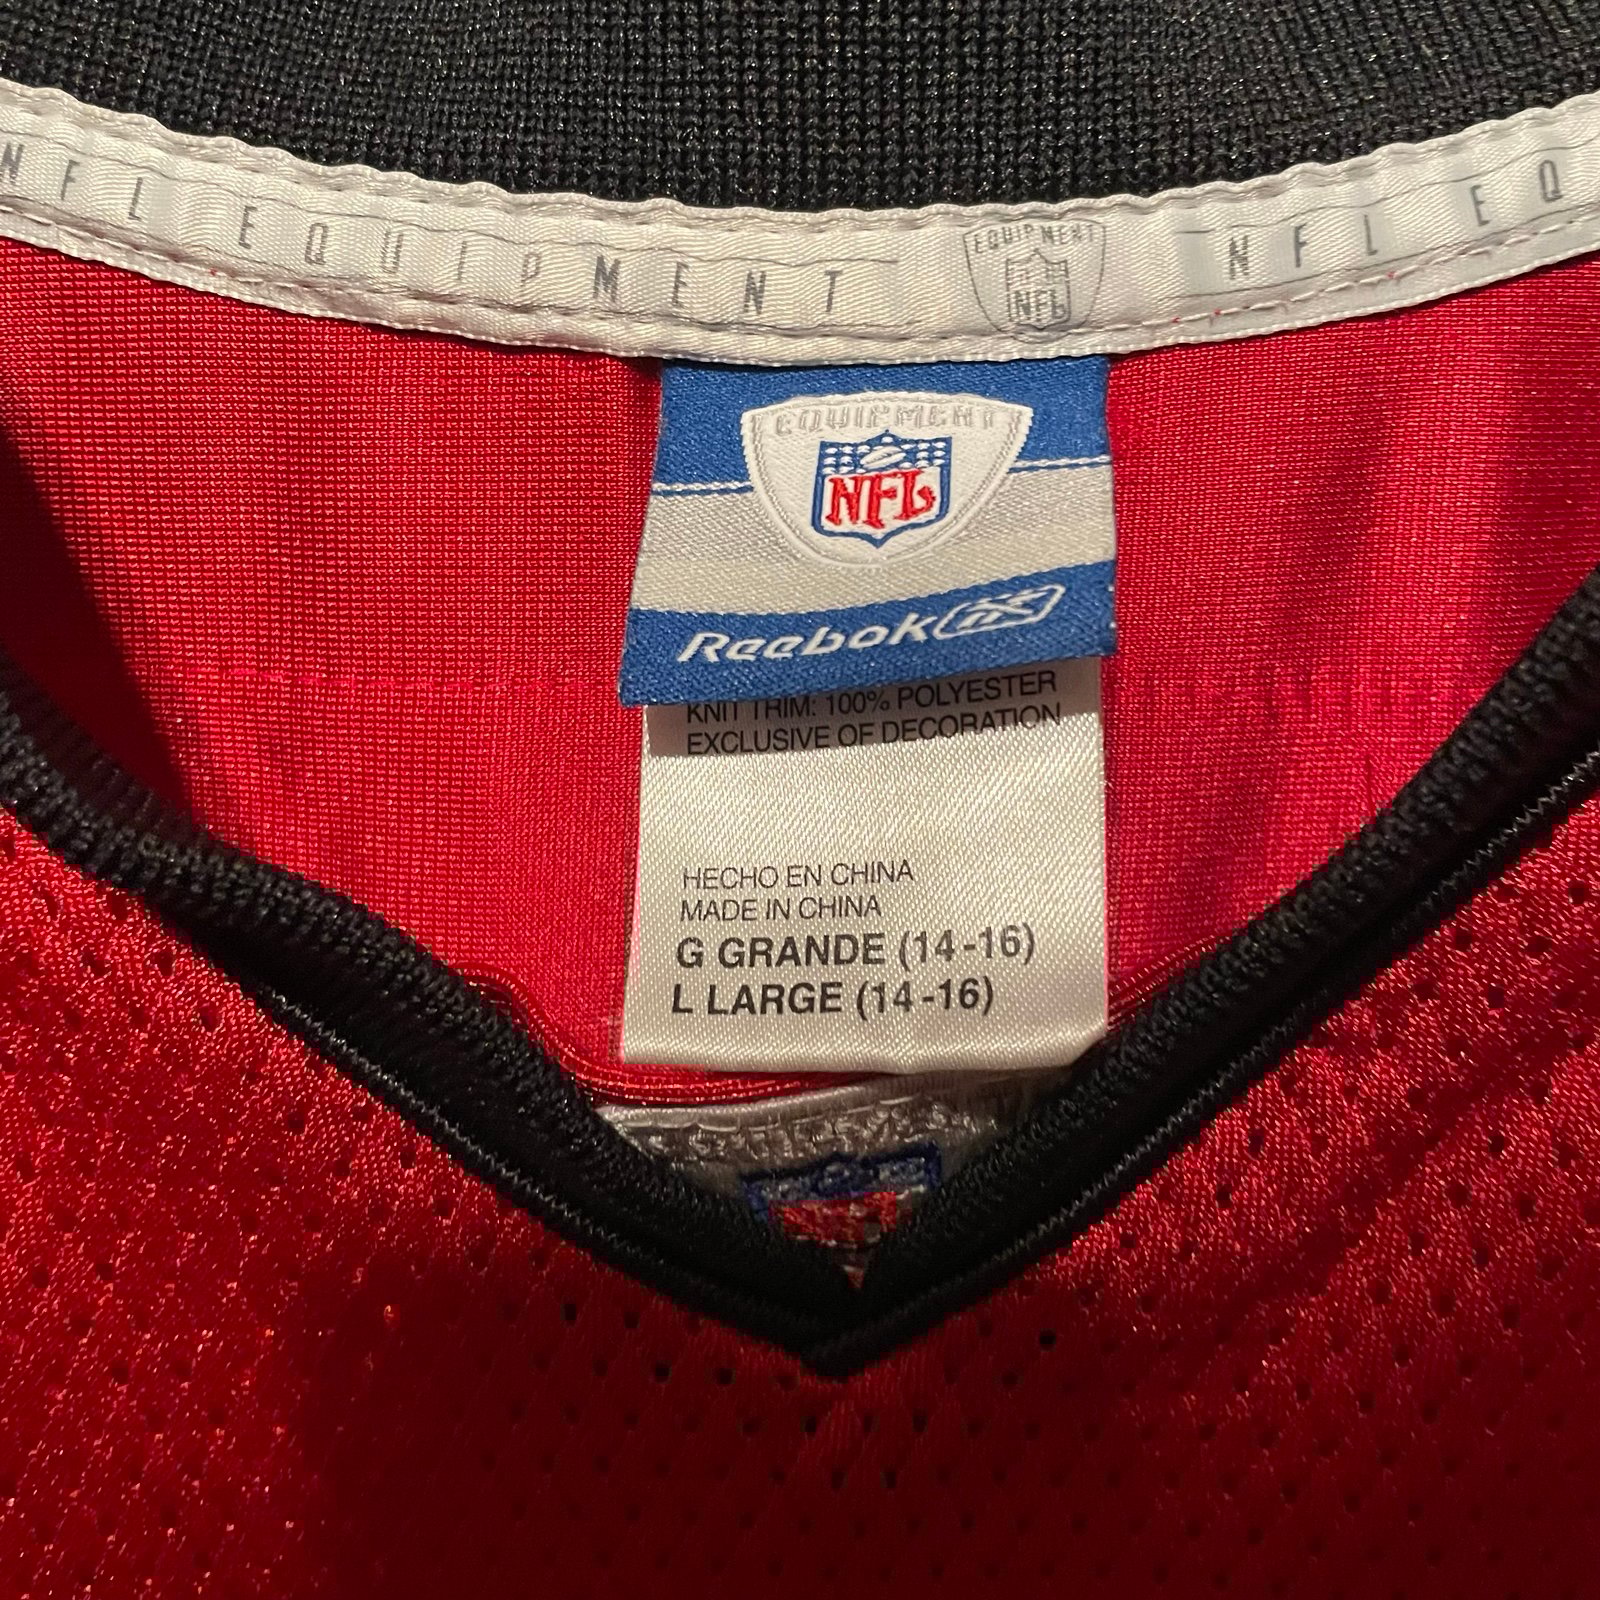 NFL EQUIPMENT
EQUIPMENT
NFL
NFL EQ
EQUIPMENT
NFL
Reebok
KNIT TRIM: 100% POLYESTER
EXCLUSIVE OF DECORATION
HECHO EN CHINA
MADE IN CHINA
G GRANDE (14-16)
L LARGE (14-16)